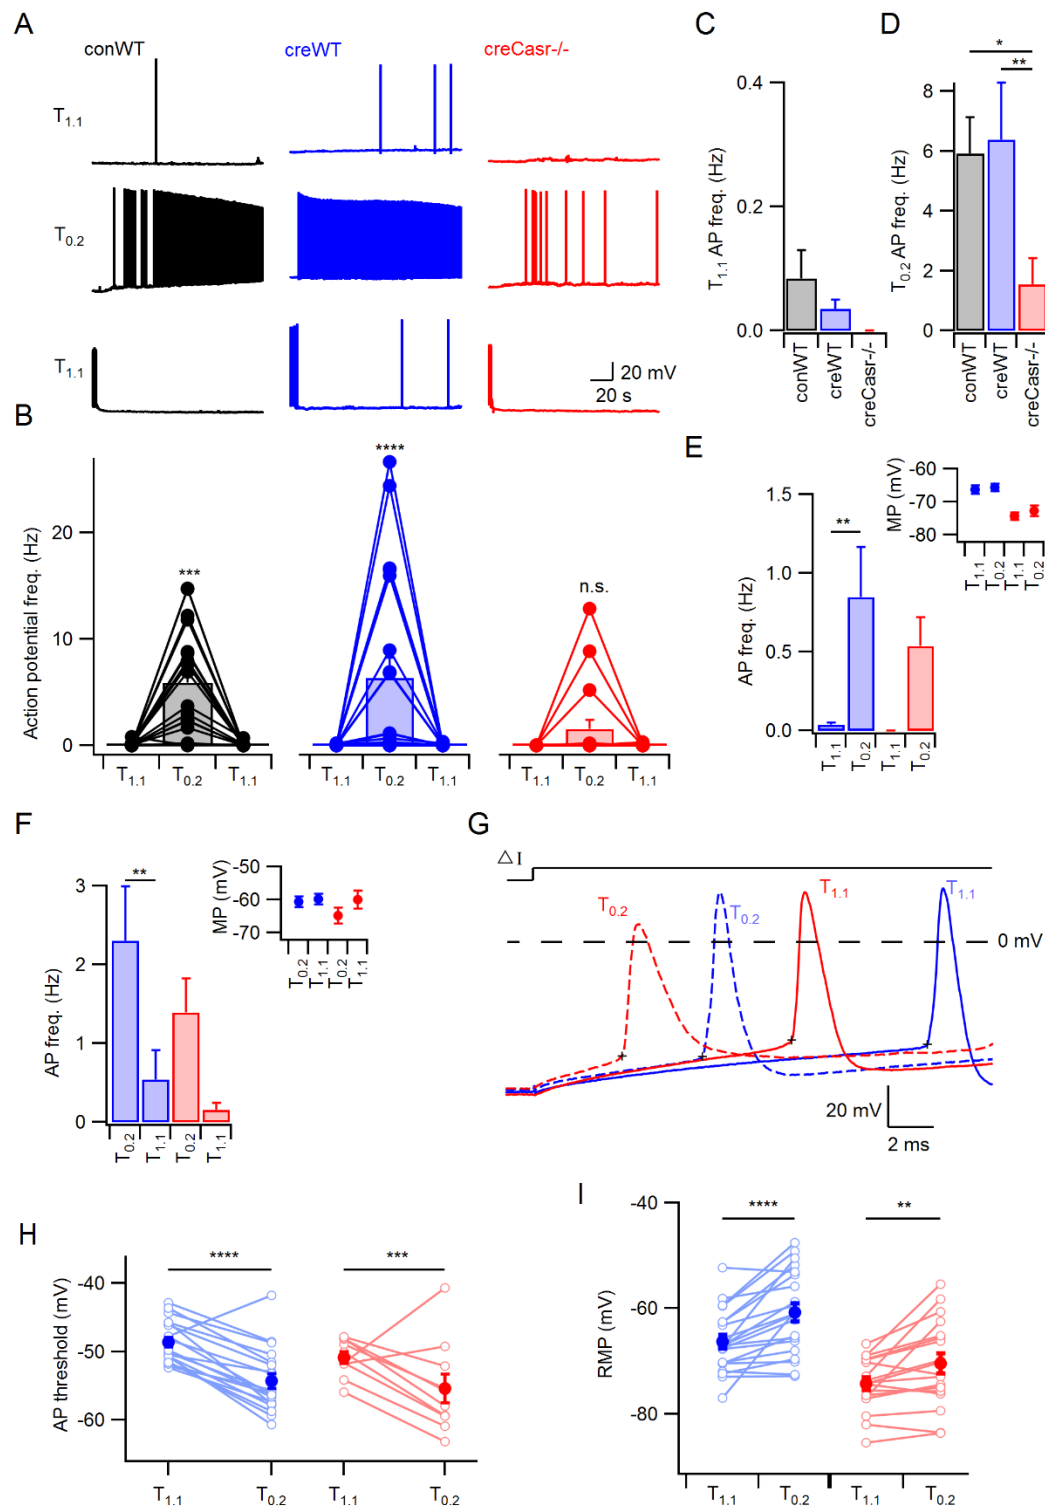 A
conWT
creWT
creCasr-/-
T1.1
T0.2
T1.1
20 mV
20 s
B
Action potential freq. (Hz)
20
10
0
***
****
n.s.
T1.1
T0.2
T1.1
T1.1
T0.2
T1.1
T1.1
T0.2
T1.1
C
T1.1 AP freq. (Hz)
0.4
0.2
0.0
conWT
creWT
creCasr-/-
D
T0.2 AP freq. (Hz)
8
6
4
2
0
*
**
conWT
creWT
creCasr-/-
E
AP freq. (Hz)
1.5
1.0
0.5
0.0
**
T1.1
T0.2
T1.1
T0.2
MP (mV)
-60
-70
-80
T1.1
T0.2
T1.1
T0.2
F
AP freq. (Hz)
3
2
1
0
**
T0.2
T1.1
T0.2
T1.1
MP (mV)
-50
-60
-70
T0.2
T1.1
T0.2
T1.1
G
△I
T0.2
T0.2
T1.1
T1.1
0 mV
20 mV
2 ms
H
AP threshold (mV)
-40
-50
-60
****
***
T1.1
T0.2
T1.1
T0.2
I
RMP (mV)
-40
-60
-80
****
**
T1.1
T0.2
T1.1
T0.2